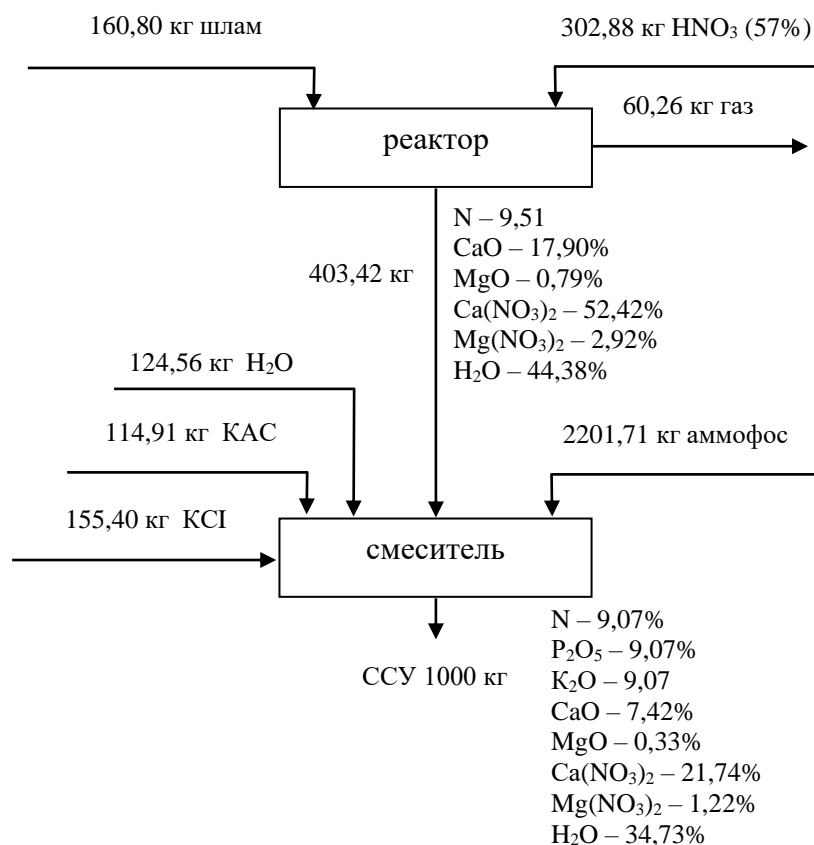 160,80 кг шлам
302,88 кг HNO₃ (57%)
60,26 кг газ
реактор
N – 9,51
CaO – 17,90%
MgO – 0,79%
Ca(NO₃)₂ – 52,42%
Mg(NO₃)₂ – 2,92%
H₂O – 44,38%
403,42 кг
124,56 кг H₂O
114,91 кг КАС
2201,71 кг аммофос
155,40 кг KCI
смеситель
ССУ 1000 кг
N – 9,07%
P₂O₅ – 9,07%
K₂O – 9,07
CaO – 7,42%
MgO – 0,33%
Ca(NO₃)₂ – 21,74%
Mg(NO₃)₂ – 1,22%
H₂O – 34,73%